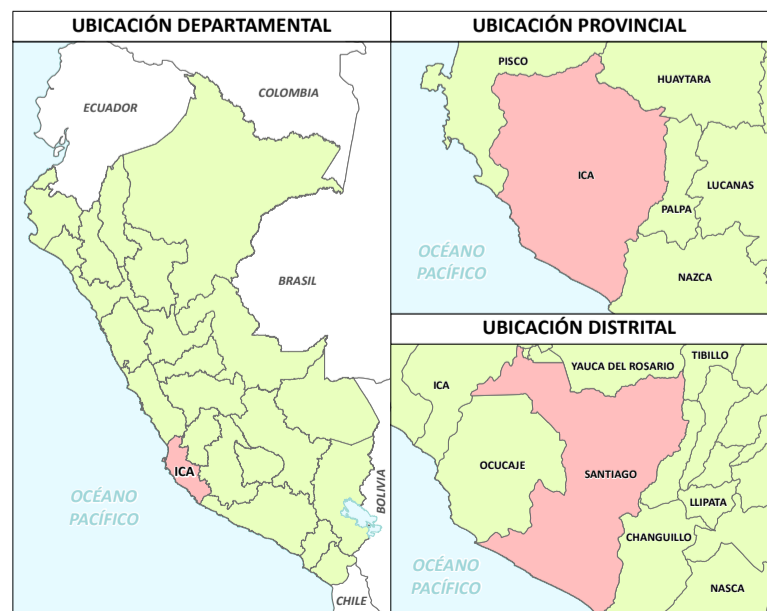 UBICACIÓN DEPARTAMENTAL
ECUADOR
COLOMBIA
BRASIL
ICA
OCÉANO
PACÍFICO
BOLIVIA
CHILE
UBICACIÓN PROVINCIAL
PISCO
HUAYTARA
ICA
LUCANAS
PALPA
OCÉANO
PACÍFICO
NAZCA
UBICACIÓN DISTRITAL
TIBILLO
YAUCA DEL ROSARIO
ICA
OCUCAJE
SANTIAGO
LLIPATA
CHANGUILLO
OCÉANO
PACÍFICO
NASCA